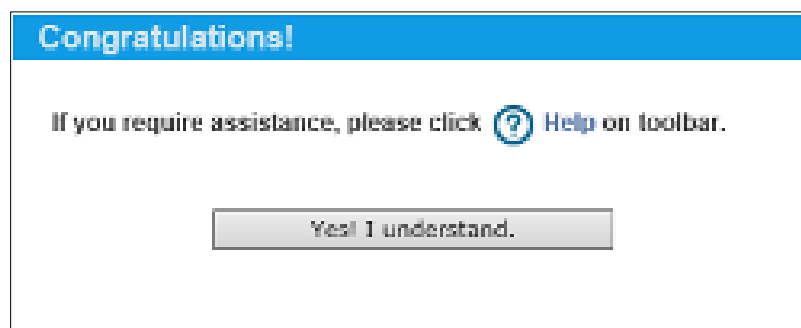 Congratulations!
If you require assistance, please click ? Help on toolbar.
Yes! I understand.